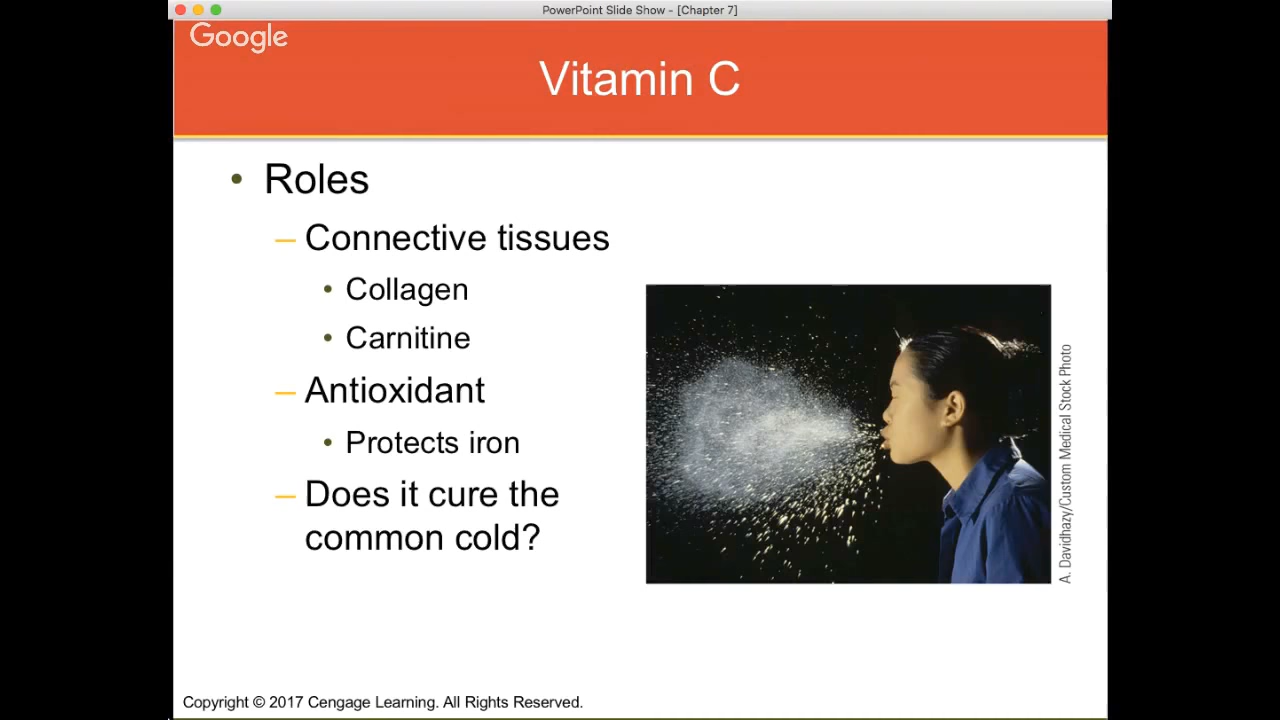 PowerPoint Slide Show - [Chapter 7]
Google
Vitamin C
• Roles
– Connective tissues
• Collagen
• Carnitine
– Antioxidant
• Protects iron
– Does it cure the
common cold?
A. Davidhazy/Custom Medical Stock Photo
Copyright © 2017 Cengage Learning. All Rights Reserved.